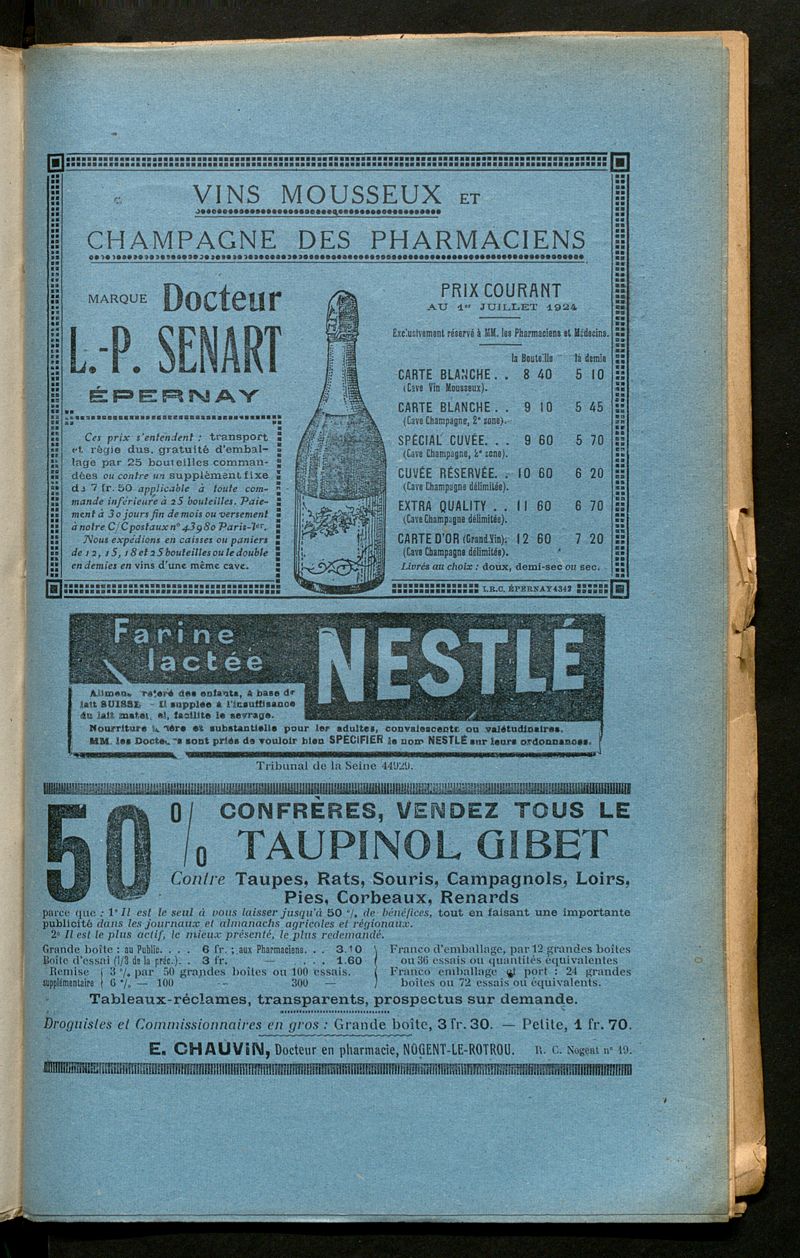 VINS MOUSSEUX ET
CHAMPAGNE DES PHARMACIENS
MARQUE Docteur
L.-P. SENART
ÉPERNAY
Ces prix s'entendent : transport
et régie dus, gratuité d'embal-
lage par 25 bouteilles comman-
dées ou contre un supplément fixe
de 7 fr. 50 applicable à toute com-
mande inférieure à 25 bouteilles. Paie-
ment à 30 jours fin de mois ou versement
à notre C/C postaux n° 43980 Paris-1er.
Nous expédions en caisses ou paniers
de 12, 15, 18 et 25 bouteilles ou le double
en demies en vins d'une même cave.
PRIX COURANT
AU 1er JUILLET 1924
Exclusivement réservé à MM. les Pharmaciens et Médecins.
la Bouteille la demie
CARTE BLANCHE . . 8 40 5 10
(Cave Vin Mousseux).
CARTE BLANCHE . . 9 10 5 45
(Cave Champagne, 2e zone).
SPÉCIAL CUVÉE . . . 9 60 5 70
(Cave Champagne, 2e zone).
CUVÉE RÉSERVÉE . . 10 60 6 20
(Cave Champagne délimitée).
EXTRA QUALITY . . 11 60 6 70
(Cave Champagne délimitée).
CARTE D'OR (Grand Vin). 12 60 7 20
(Cave Champagne délimitée).
Livrés au choix : doux, demi-sec ou sec.
ÉPERNAY 4347
Farine
lactée
NESTLÉ
des enfants, à base de
lait SUISSE - Il supplée à l'insuffisance
du lait facilite le sevrage.
Nourriture et substantielle pour les adultes, convalescents ou valétudinaires.
MM. les sont priés de vouloir bien SPÉCIFIER le nom NESTLÉ sur leurs ordonnances.
Tribunal de la Seine 44929.
50 %
CONFRÈRES, VENDEZ TOUS LE
TAUPINOL GIBET
Contre Taupes, Rats, Souris, Campagnols, Loirs,
Pies, Corbeaux, Renards
parce que : 1° Il est le seul à vous laisser jusqu'à 50 % de bénéfices, tout en faisant une importante
publicité dans les journaux et almanachs agricoles et régionaux.
2° Il est le plus actif, le mieux présenté, le plus redemandé.
Grande boîte : au Public. . . . 6 fr. ; aux Pharmaciens. . . 3.10
Boîte d'essai (1/3 de la préc.). . 3 fr. — . . . 1.60
Remise 3 % par 50 grandes boîtes ou 100 essais.
supplémentaire 6 % — 100 — 300 —
Franco d'emballage, par 12 grandes boîtes
ou 36 essais ou quantités équivalentes
Franco emballage et port : 24 grandes
boîtes ou 72 essais ou équivalents.
Tableaux-réclames, transparents, prospectus sur demande.
Droguistes et Commissionnaires en gros : Grande boîte, 3 fr. 30. — Petite, 1 fr. 70.
E. CHAUVIN, Docteur en pharmacie, NOGENT-LE-ROTROU. R. C. Nogent n° 49.